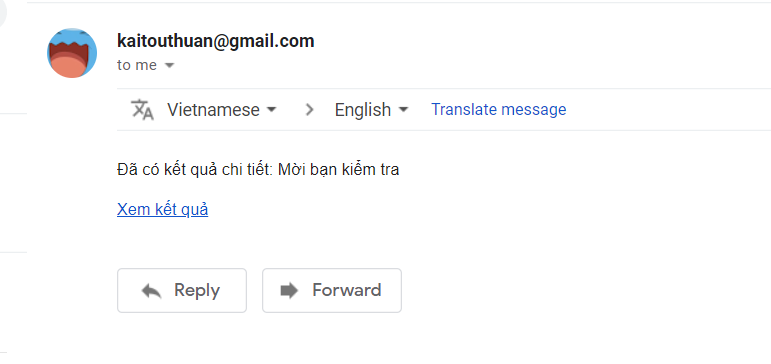 kaitouthuan@gmail.com
to me
Vietnamese > English Translate message
Đã có kết quả chi tiết: Mời bạn kiểm tra
Xem kết quả
Reply Forward